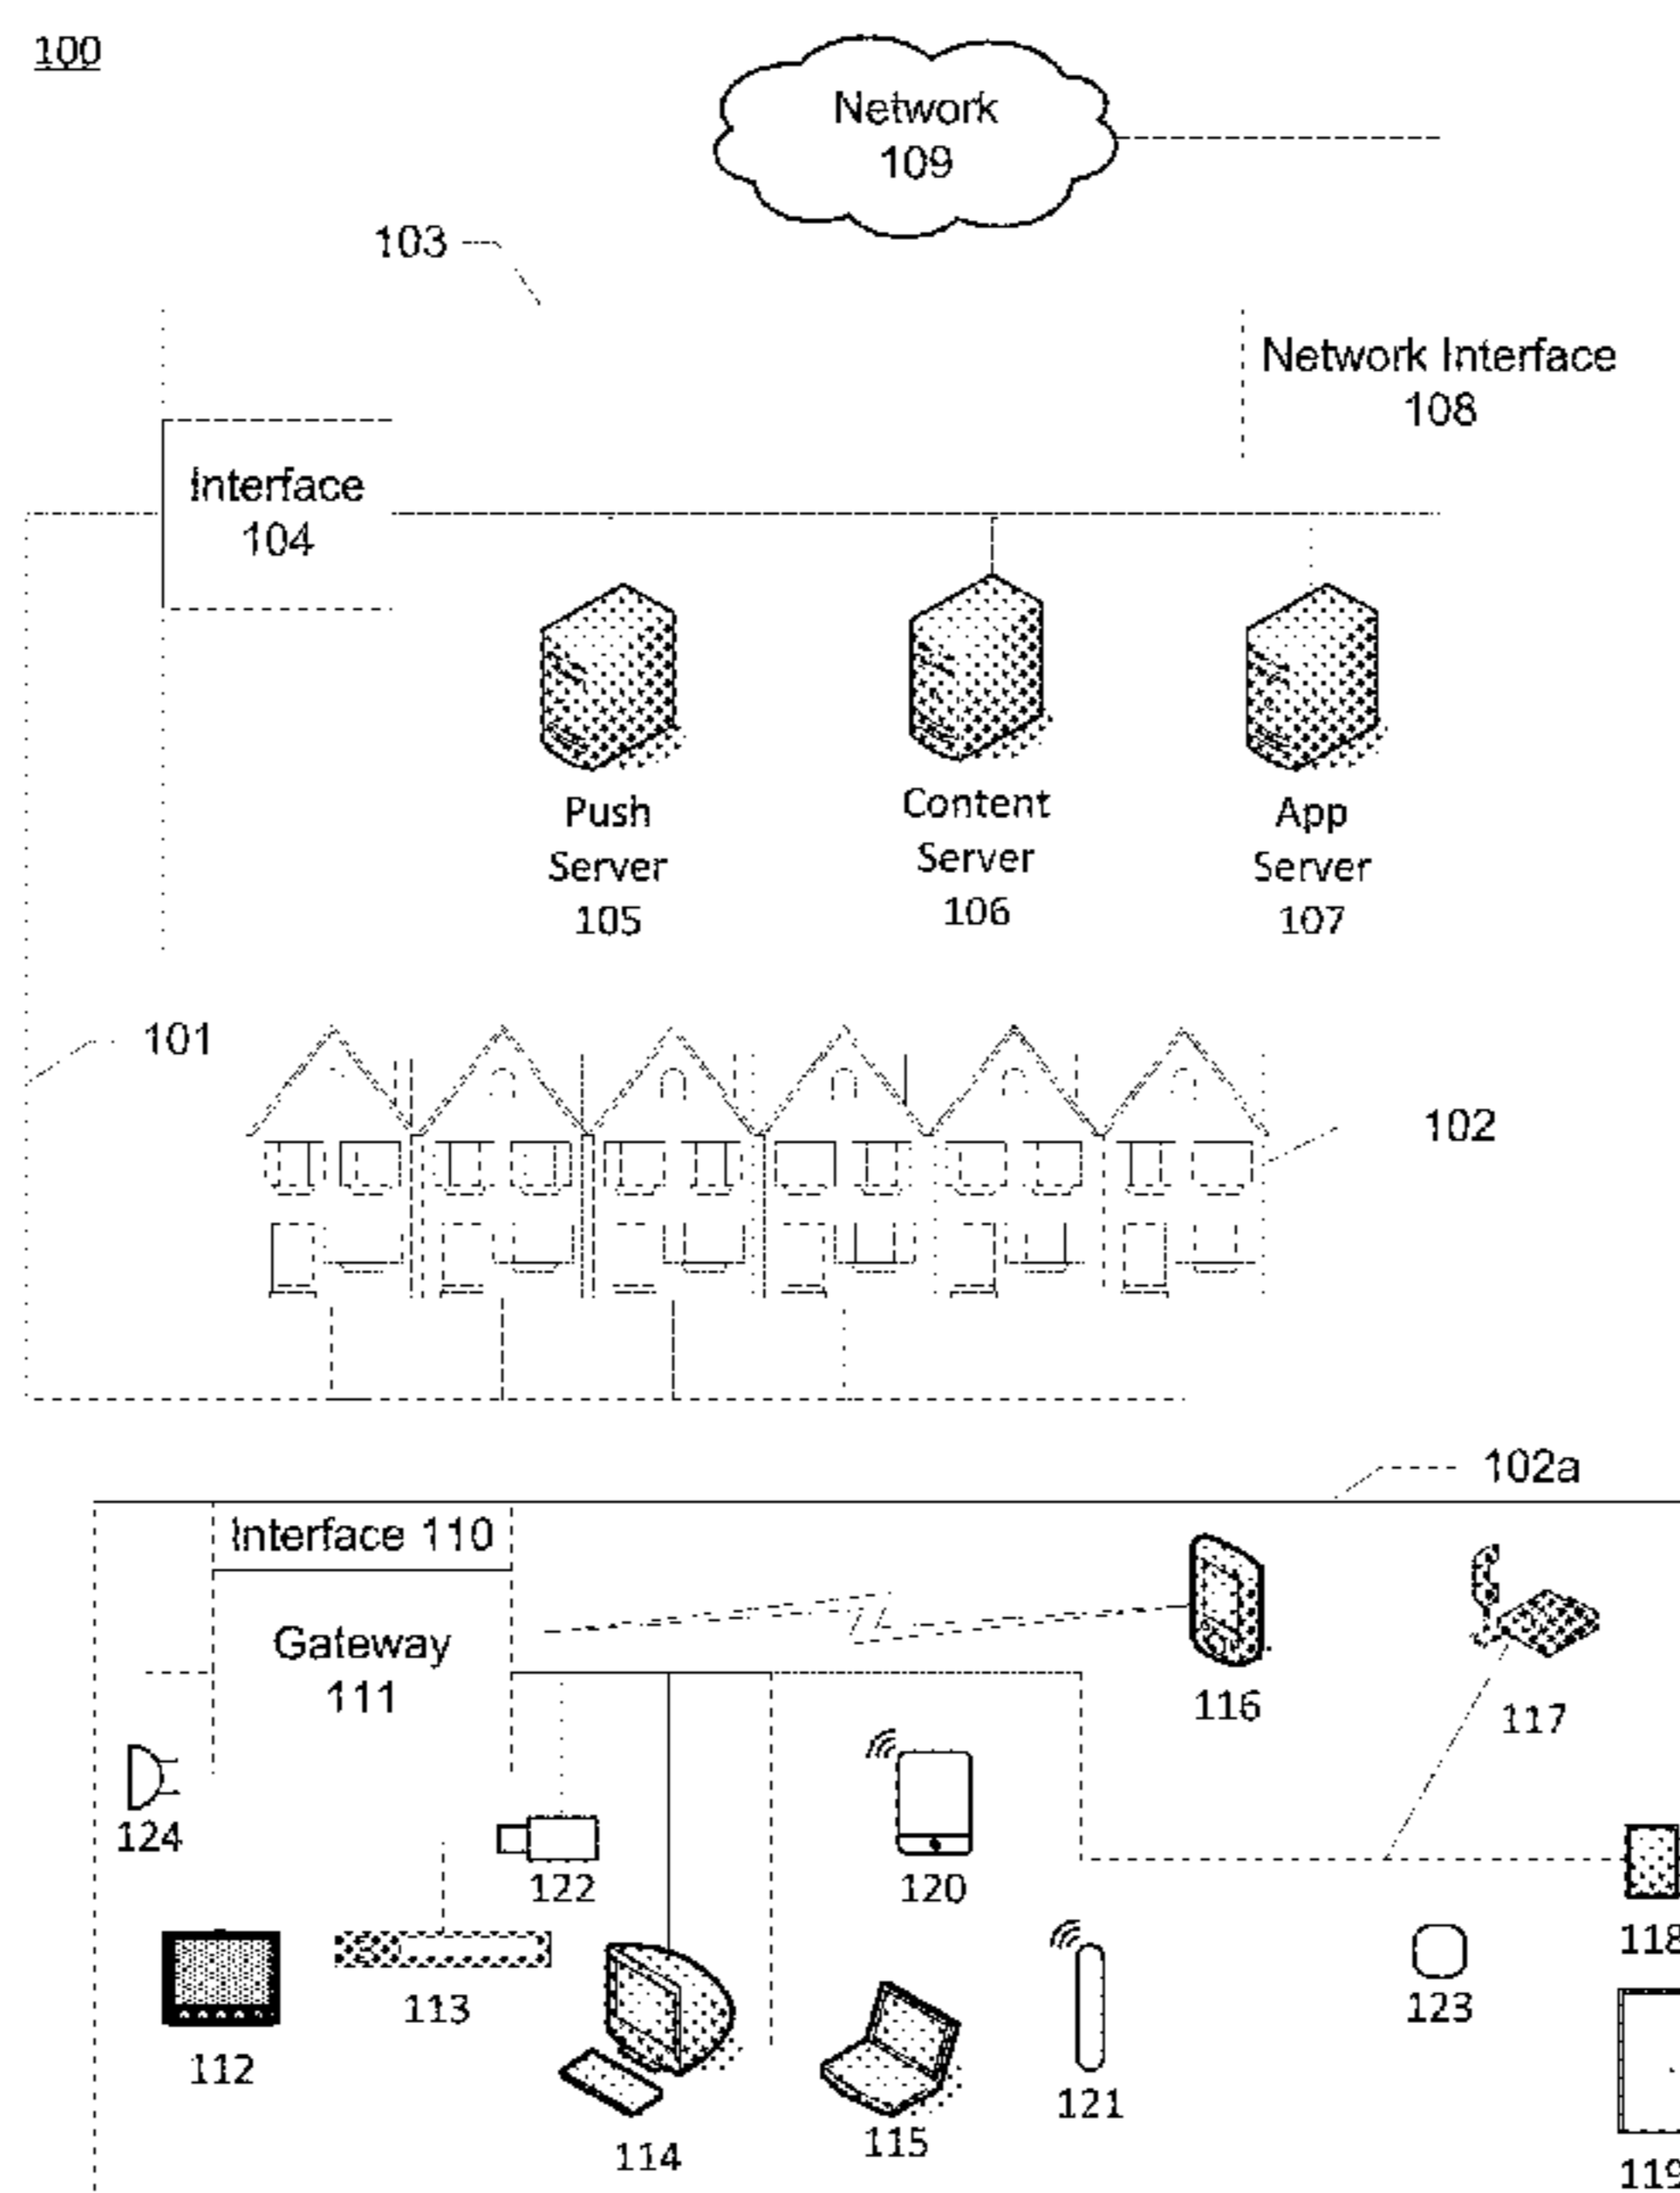 100
Network
109
103
Network Interface
108
Interface
104
Push
Server
105
Content
Server
106
App
Server
107
101
102
102a
Interface 110
Gateway
111
116
117
124
122
120
118
112
113
114
115
121
123
119